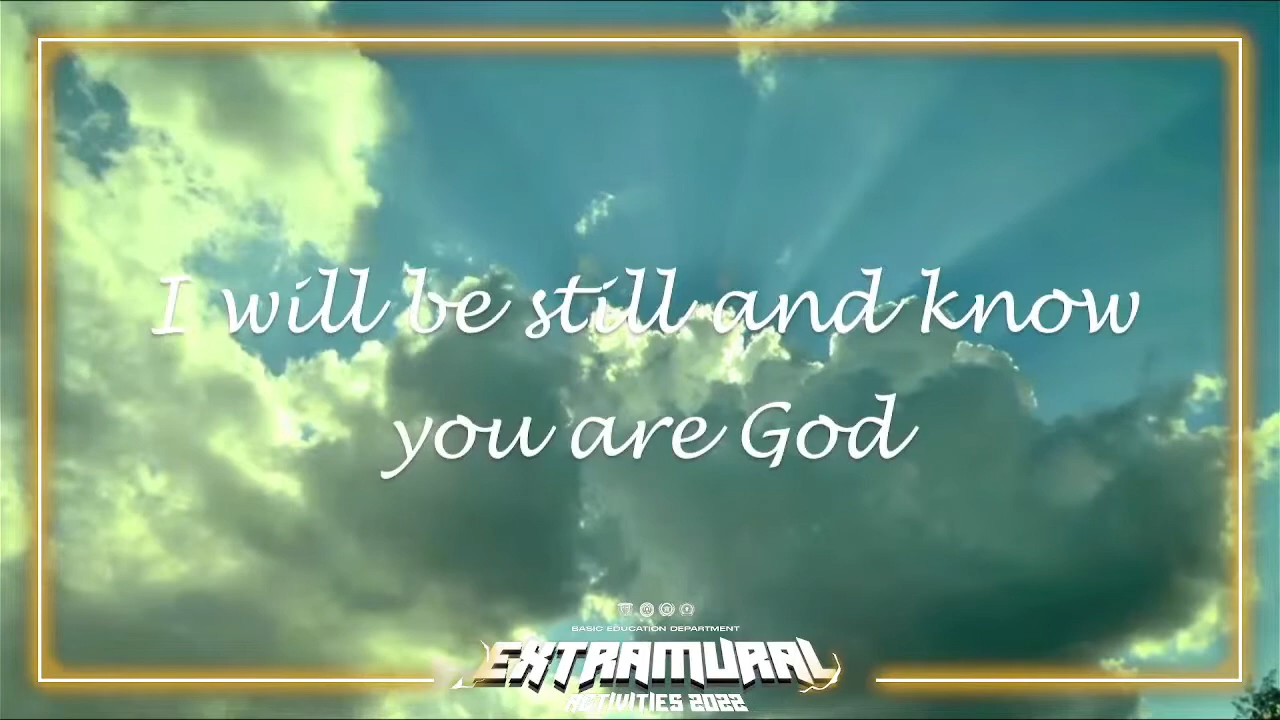 I will be still and know
you are God
BASIC EDUCATION DEPARTMENT
EXTRAMURAL
ACTIVITIES 2022